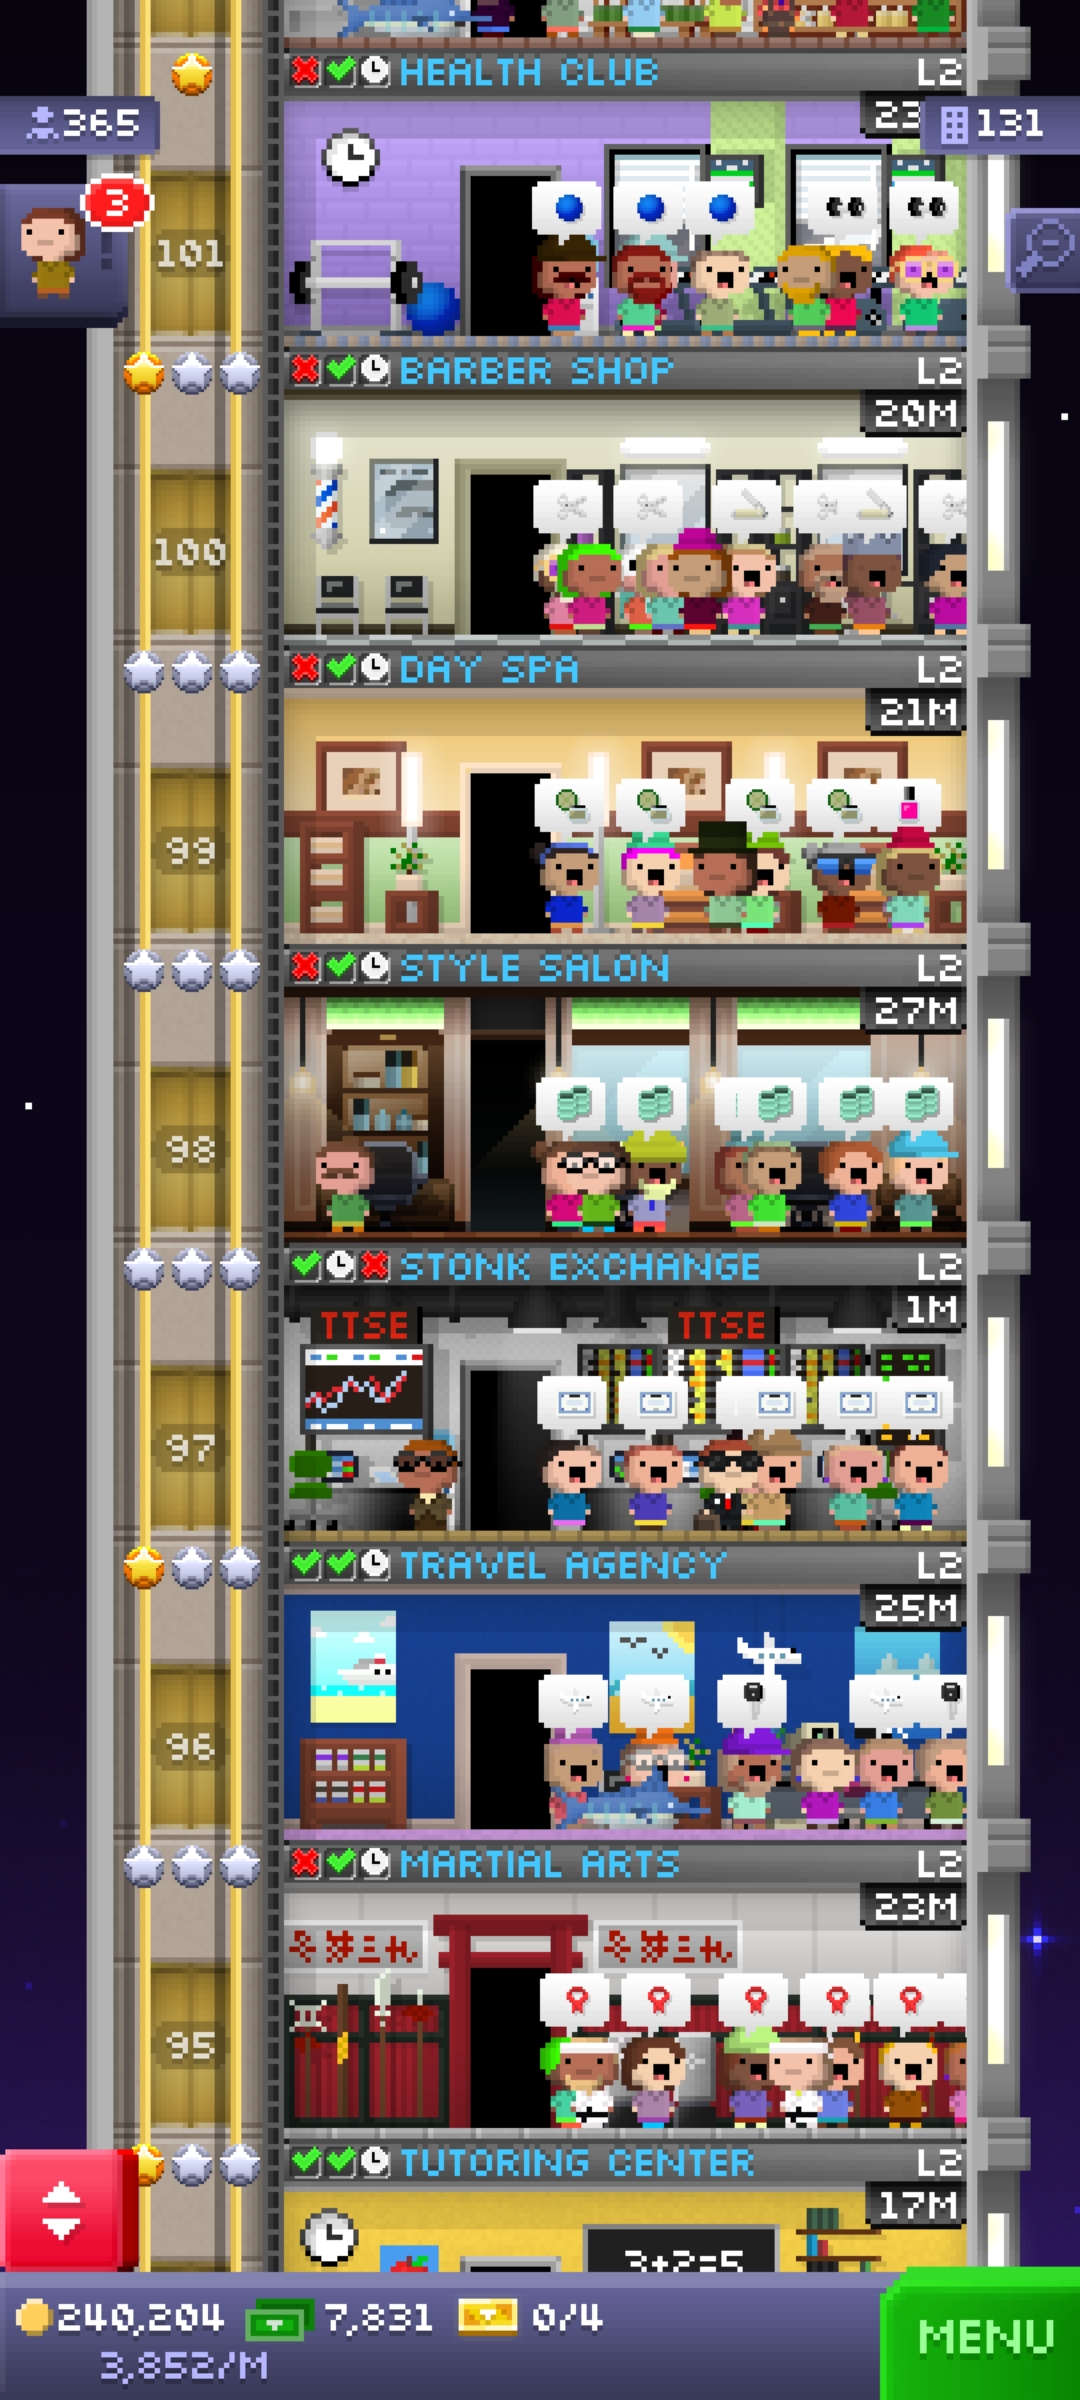 HEALTH CLUB L2
365
23
131
3
101
BARBER SHOP L2
20M
100
DAY SPA L2
21M
99
STYLE SALON L2
27M
98
STONK EXCHANGE L2
1M
TTSE TTSE
97
TRAVEL AGENCY L2
25M
96
MARTIAL ARTS L2
23M
95
TUTORING CENTER L2
17M
3+2=5
240,204 7,831 0/4
3,852/M
MENU